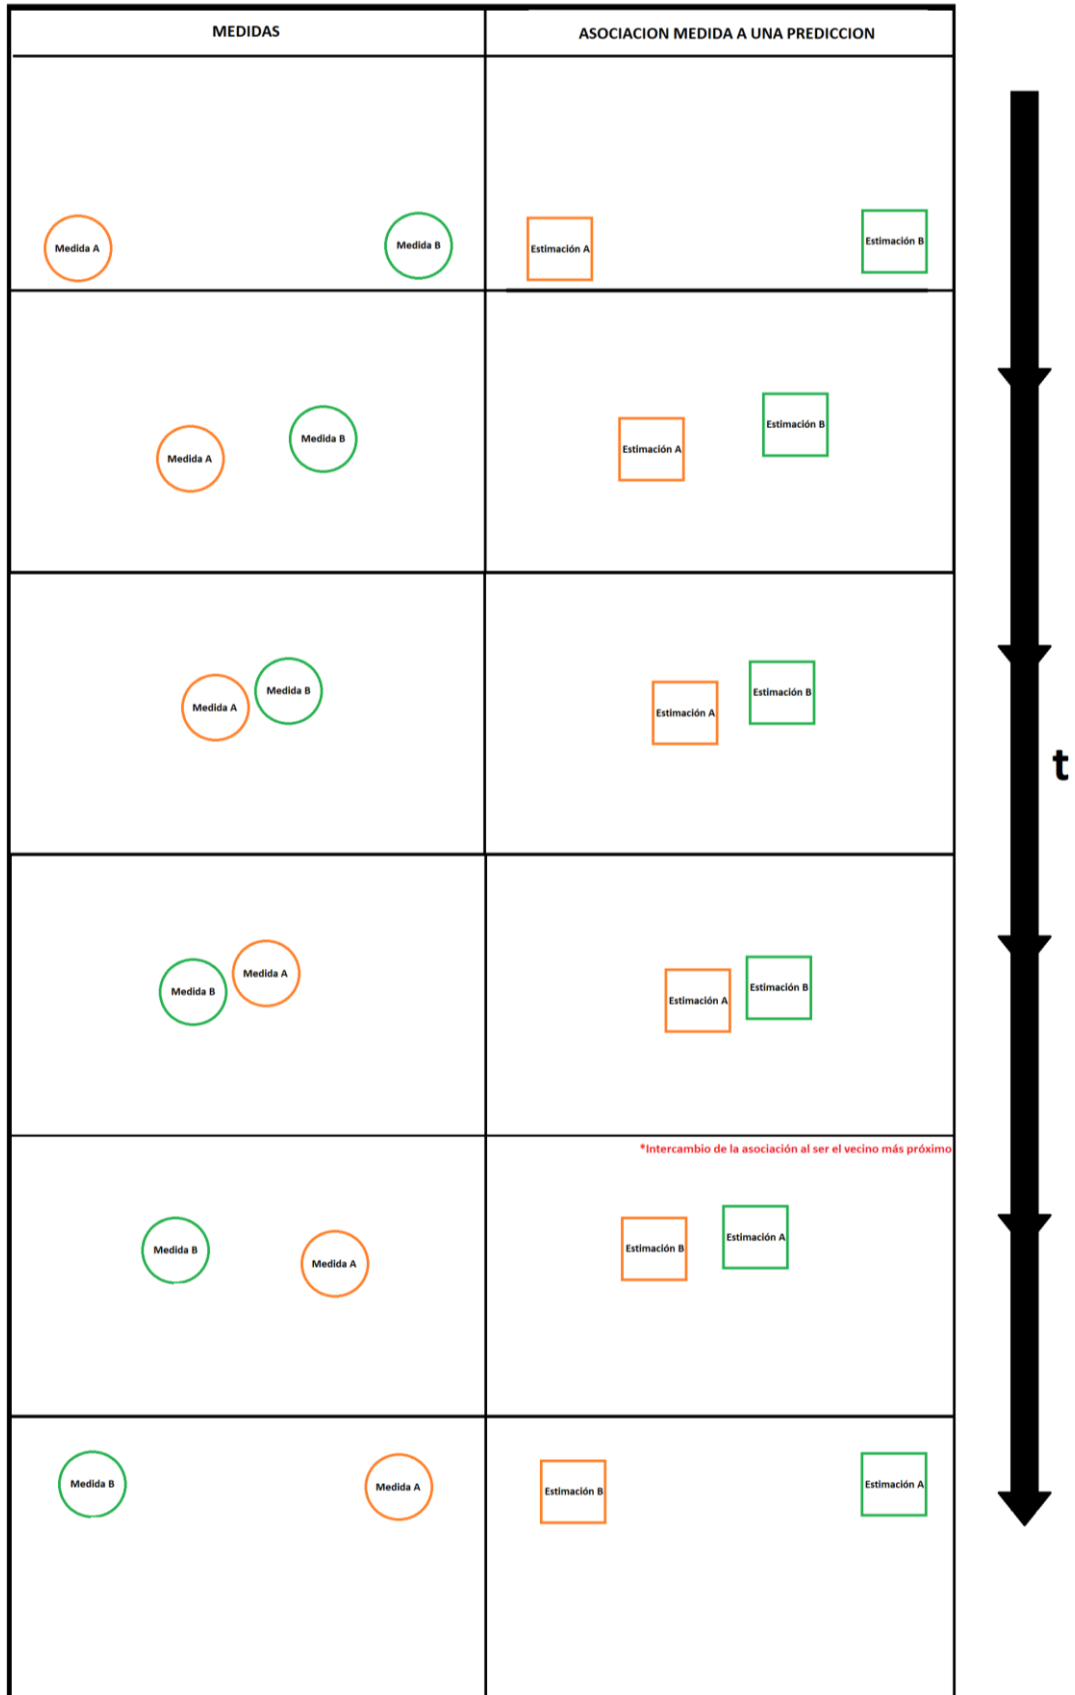 MEDIDAS
ASOCIACION MEDIDA A UNA PREDICCION
Medida A
Medida B
Estimación A
Estimación B
Medida A
Medida B
Estimación A
Estimación B
Medida A
Medida B
Estimación A
Estimación B
t
Medida B
Medida A
Estimación A
Estimación B
*Intercambio de la asociación al ser el vecino más próximo
Medida B
Medida A
Estimación B
Estimación A
Medida B
Medida A
Estimación B
Estimación A